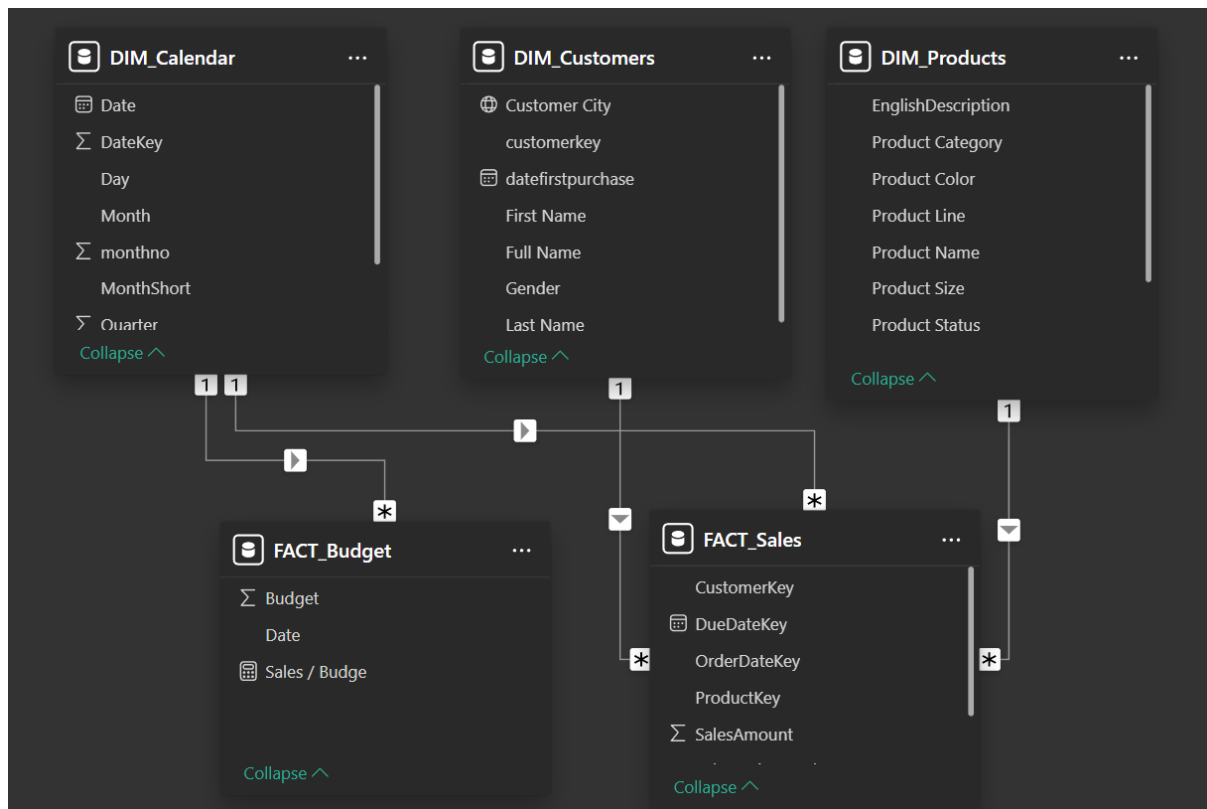 DIM_Calendar
Date
DateKey
Day
Month
monthno
MonthShort
Quarter
Collapse
DIM_Customers
Customer City
customerkey
datefirstpurchase
First Name
Full Name
Gender
Last Name
Collapse
DIM_Products
EnglishDescription
Product Category
Product Color
Product Line
Product Name
Product Size
Product Status
Collapse
1
1
1
1
*
*
*
*
FACT_Budget
Budget
Date
Sales / Budge
Collapse
FACT_Sales
CustomerKey
DueDateKey
OrderDateKey
ProductKey
SalesAmount
Collapse